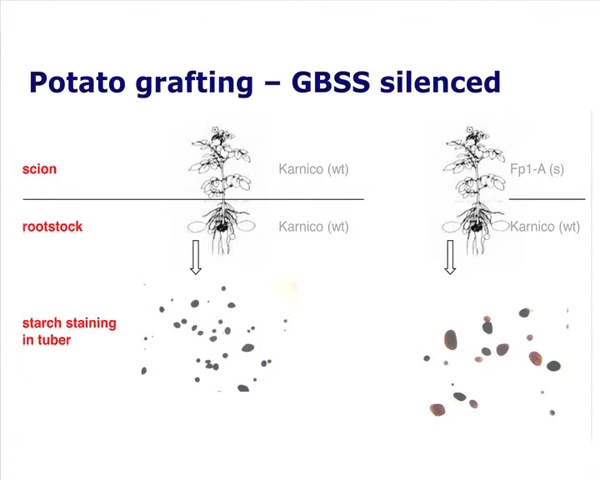 Potato grafting – GBSS silenced
scion
Karnico (wt)
Fp1-A (s)
rootstock
Karnico (wt)
Karnico (wt)
starch staining
in tuber